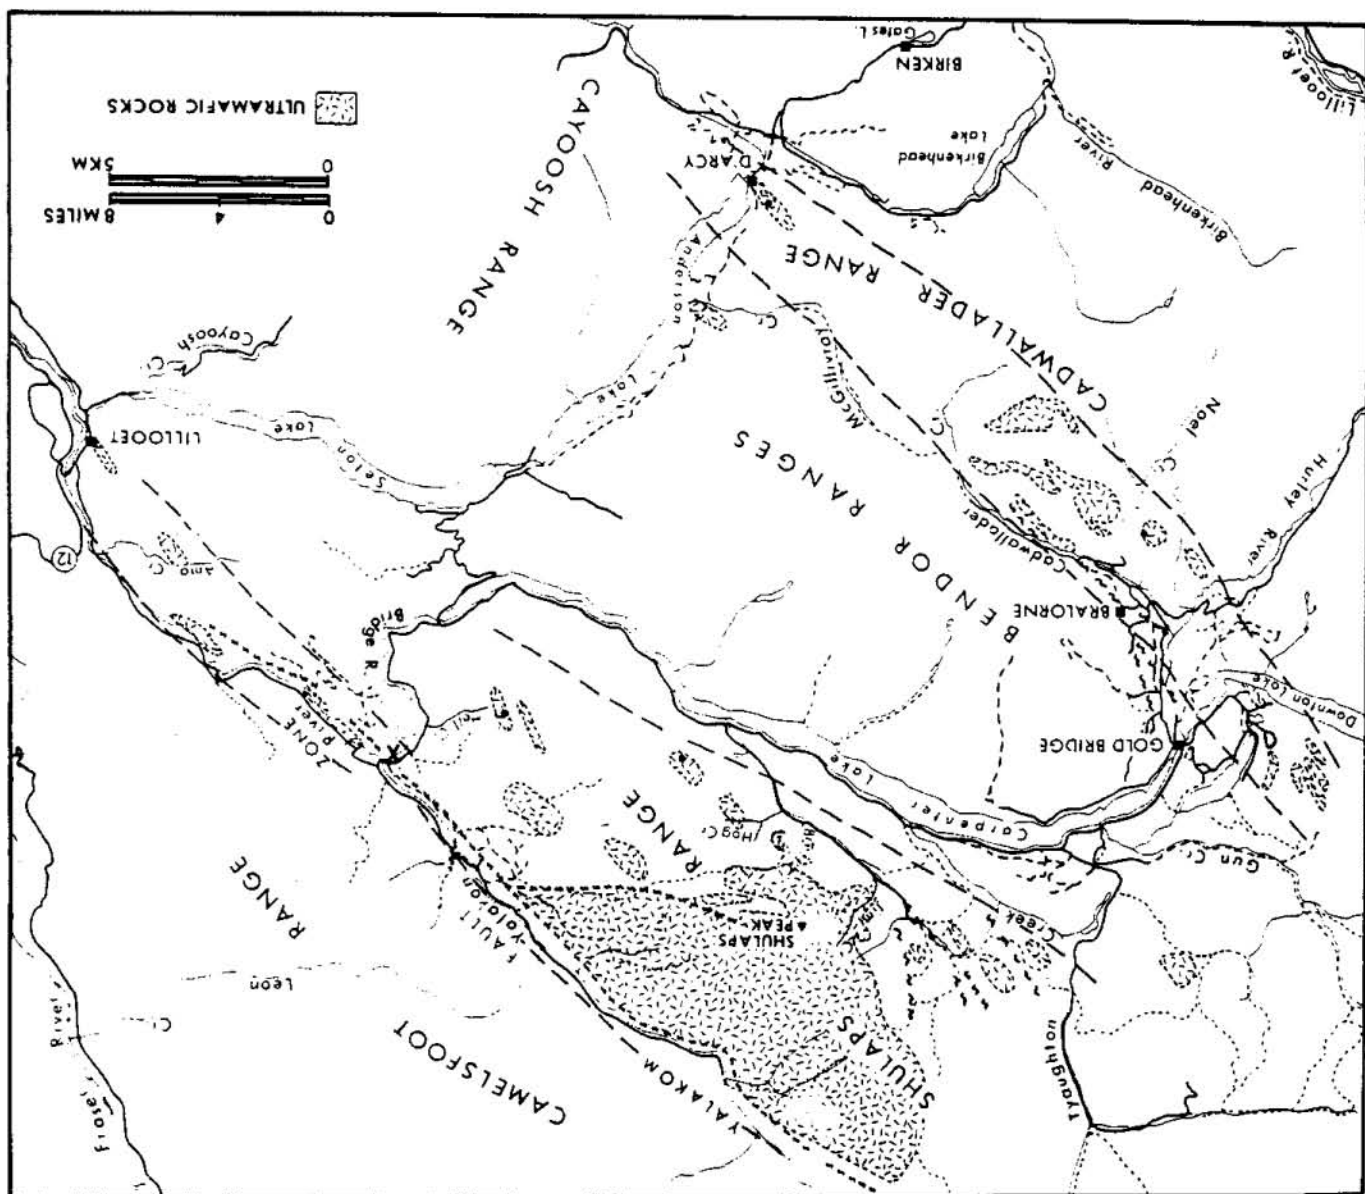 SHULAPS
YALAKOM
Tyaughton
CAMELSFOOT
RANGE
Fraser
River
Leon
Cr
FAULT
Yalakom
SHULAPS
PEAK
RANGE
Creek
Gun Cr
Hog Cr
Carpenter
Lake
ZONE
River
Hell
GOLD BRIDGE
Downton Lake
Bridge R.
BRALORNE
BENDOR RANGES
Cadwallader
Cr
Hurley
River
Noel
Cr
12
LILLOOET
Seton
Lake
Cayoosh
Cr
McGillivray
Cr
Anderson
Lake
CADWALLADER
RANGE
CAYOOSH RANGE
D'ARCY
Birkenhead
River
Birkenhead
Lake
BIRKEN
Gates L.
Lillooet R.
0 4 8 MILES
0 5KM
ULTRAMAFIC ROCKS